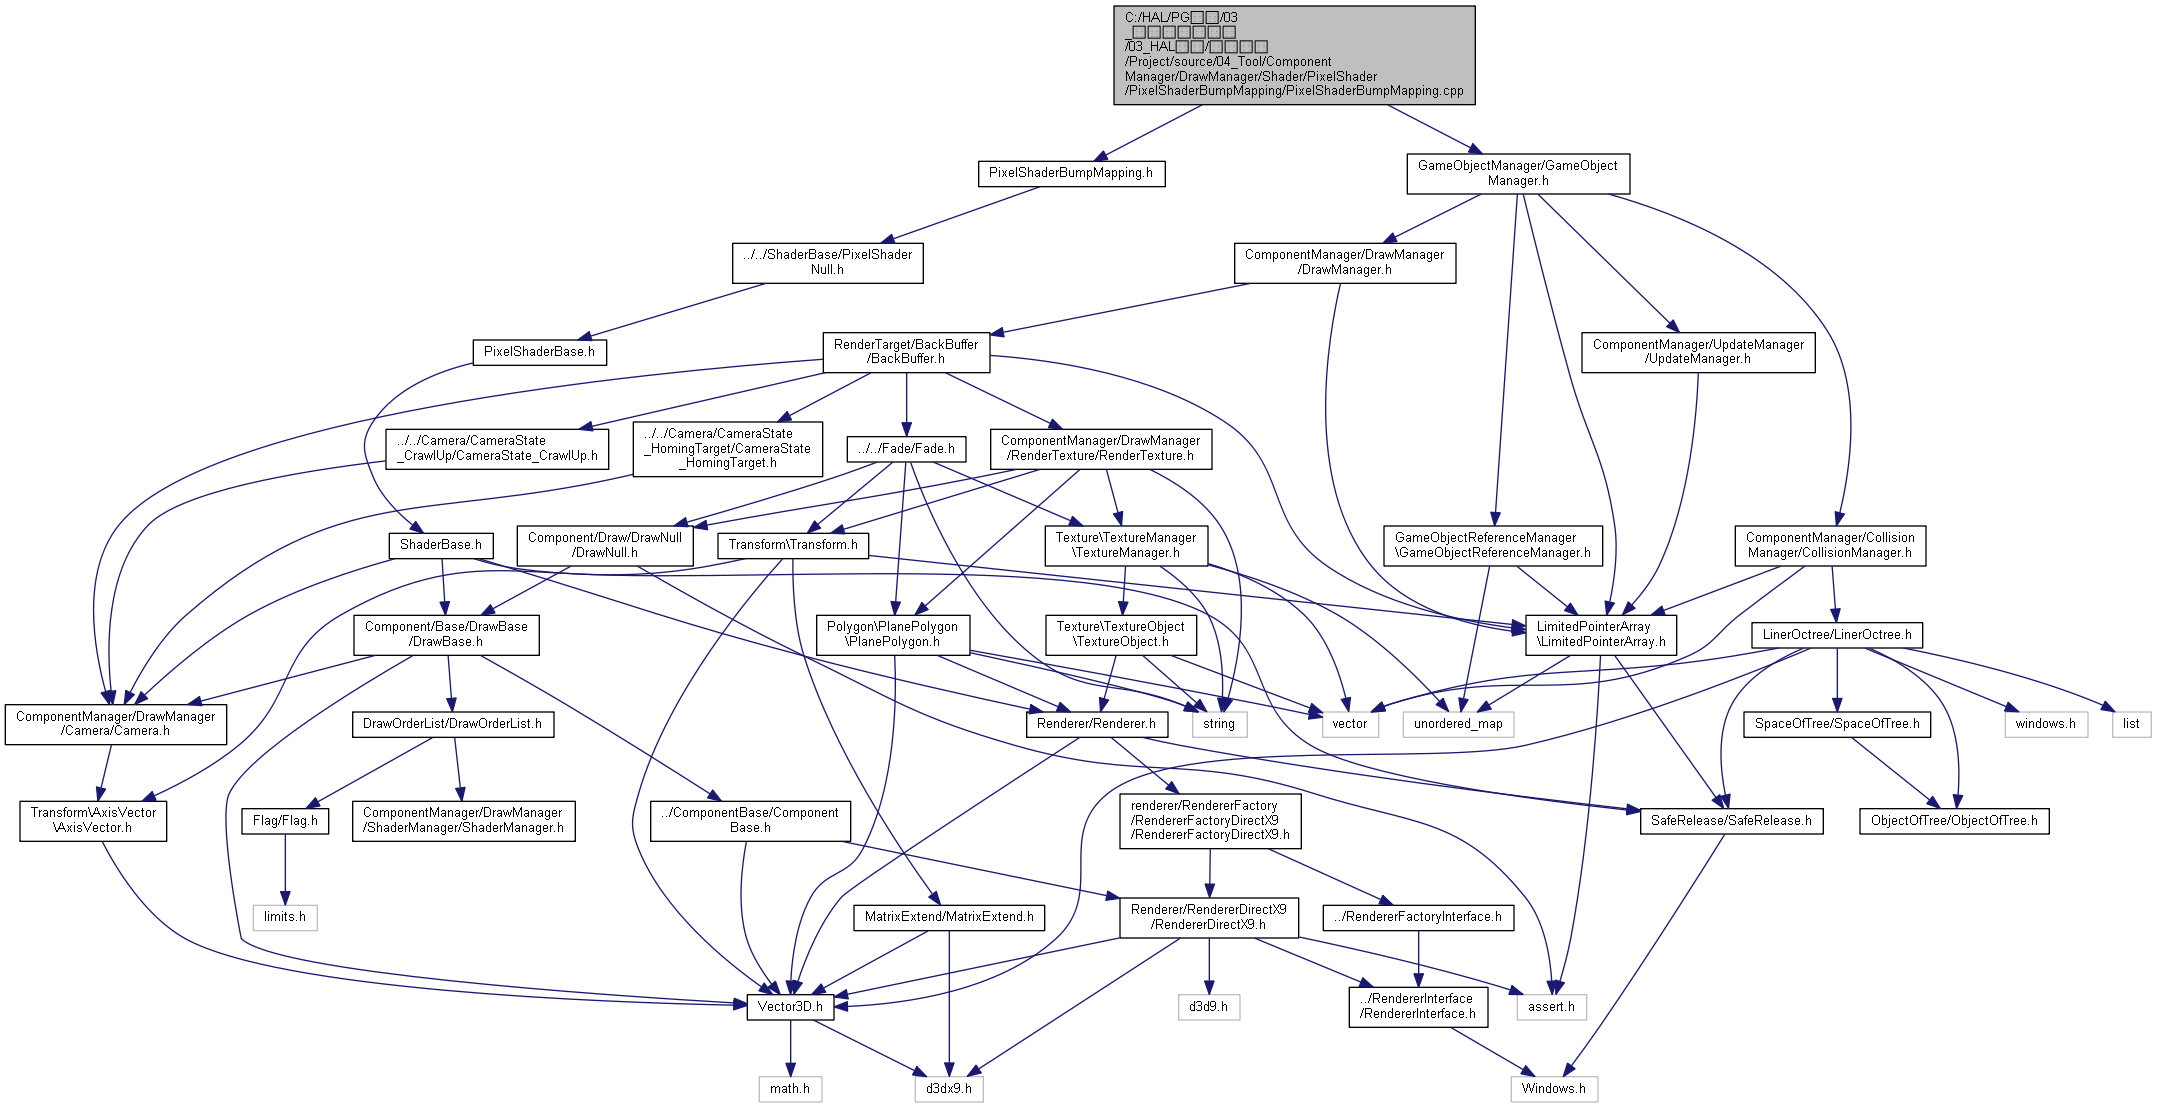 C:/HAL/PG□□/03
_□□□□□□□
/03_HAL□□/□□□□
/Project/source/04_Tool/Component
Manager/DrawManager/Shader/PixelShader
/PixelShaderBumpMapping/PixelShaderBumpMapping.cpp
PixelShaderBumpMapping.h
GameObjectManager/GameObject
Manager.h
../../ShaderBase/PixelShader
Null.h
ComponentManager/DrawManager
/DrawManager.h
PixelShaderBase.h
RenderTarget/BackBuffer
/BackBuffer.h
ComponentManager/UpdateManager
/UpdateManager.h
../../Camera/CameraState
_CrawlUp/CameraState_CrawlUp.h
../../Camera/CameraState
_HomingTarget/CameraState
_HomingTarget.h
../../Fade/Fade.h
ComponentManager/DrawManager
/RenderTexture/RenderTexture.h
ShaderBase.h
Component/Draw/DrawNull
/DrawNull.h
Transform\Transform.h
Texture\TextureManager
\TextureManager.h
GameObjectReferenceManager
\GameObjectReferenceManager.h
ComponentManager/Collision
Manager/CollisionManager.h
Component/Base/DrawBase
/DrawBase.h
Polygon\PlanePolygon
\PlanePolygon.h
Texture\TextureObject
\TextureObject.h
LimitedPointerArray
\LimitedPointerArray.h
LinerOctree/LinerOctree.h
ComponentManager/DrawManager
/Camera/Camera.h
DrawOrderList/DrawOrderList.h
Renderer/Renderer.h
string
vector
unordered_map
SpaceOfTree/SpaceOfTree.h
windows.h
list
Transform\AxisVector
\AxisVector.h
Flag/Flag.h
ComponentManager/DrawManager
/ShaderManager/ShaderManager.h
../ComponentBase/Component
Base.h
renderer/RendererFactory
/RendererFactoryDirectX9
/RendererFactoryDirectX9.h
SafeRelease/SafeRelease.h
ObjectOfTree/ObjectOfTree.h
limits.h
MatrixExtend/MatrixExtend.h
Renderer/RendererDirectX9
/RendererDirectX9.h
../RendererFactoryInterface.h
Vector3D.h
d3d9.h
../RendererInterface
/RendererInterface.h
assert.h
math.h
d3dx9.h
Windows.h